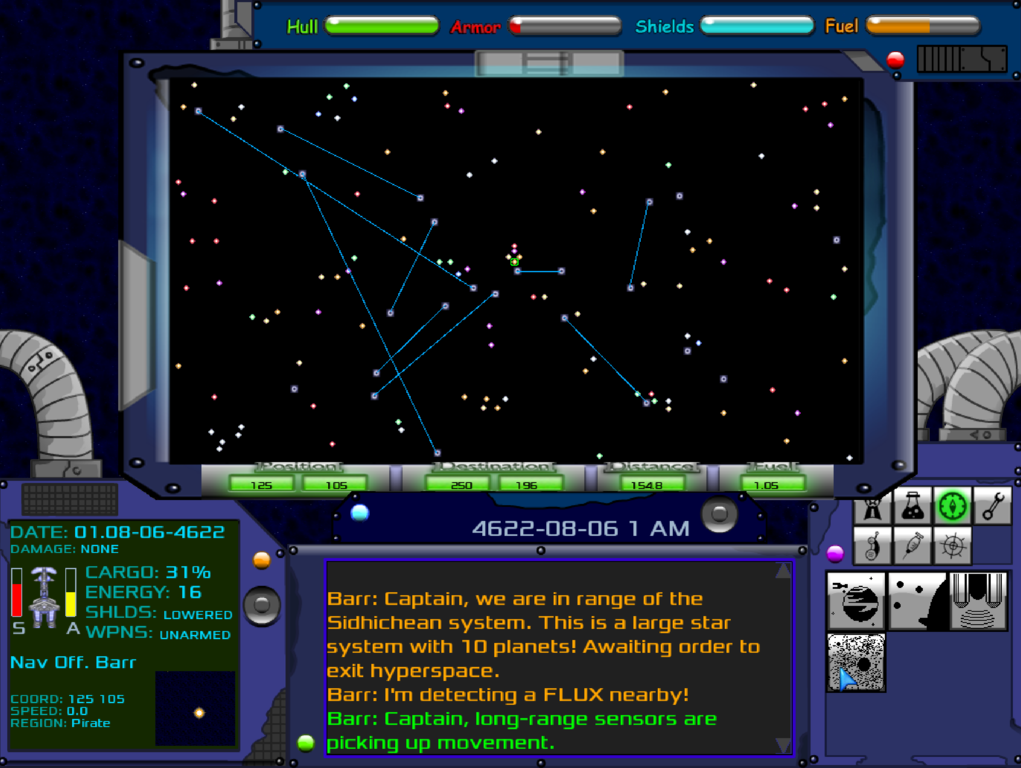 Hull Armor Shields Fuel
Position Destination Distance Fuel
125 105 250 196 154.8 1.05
4622-08-06 1 AM
DATE: 01.08-06-4622
DAMAGE: NONE
CARGO: 31%
ENERGY: 16
SHLDS: LOWERED
S A WPNS: UNARMED
Nav Off. Barr
COORD: 125 105
SPEED: 0.0
REGION: Pirate
Barr: Captain, we are in range of the
Sidhichean system. This is a large star
system with 10 planets! Awaiting order to
exit hyperspace.
Barr: I'm detecting a FLUX nearby!
Barr: Captain, long-range sensors are
picking up movement.